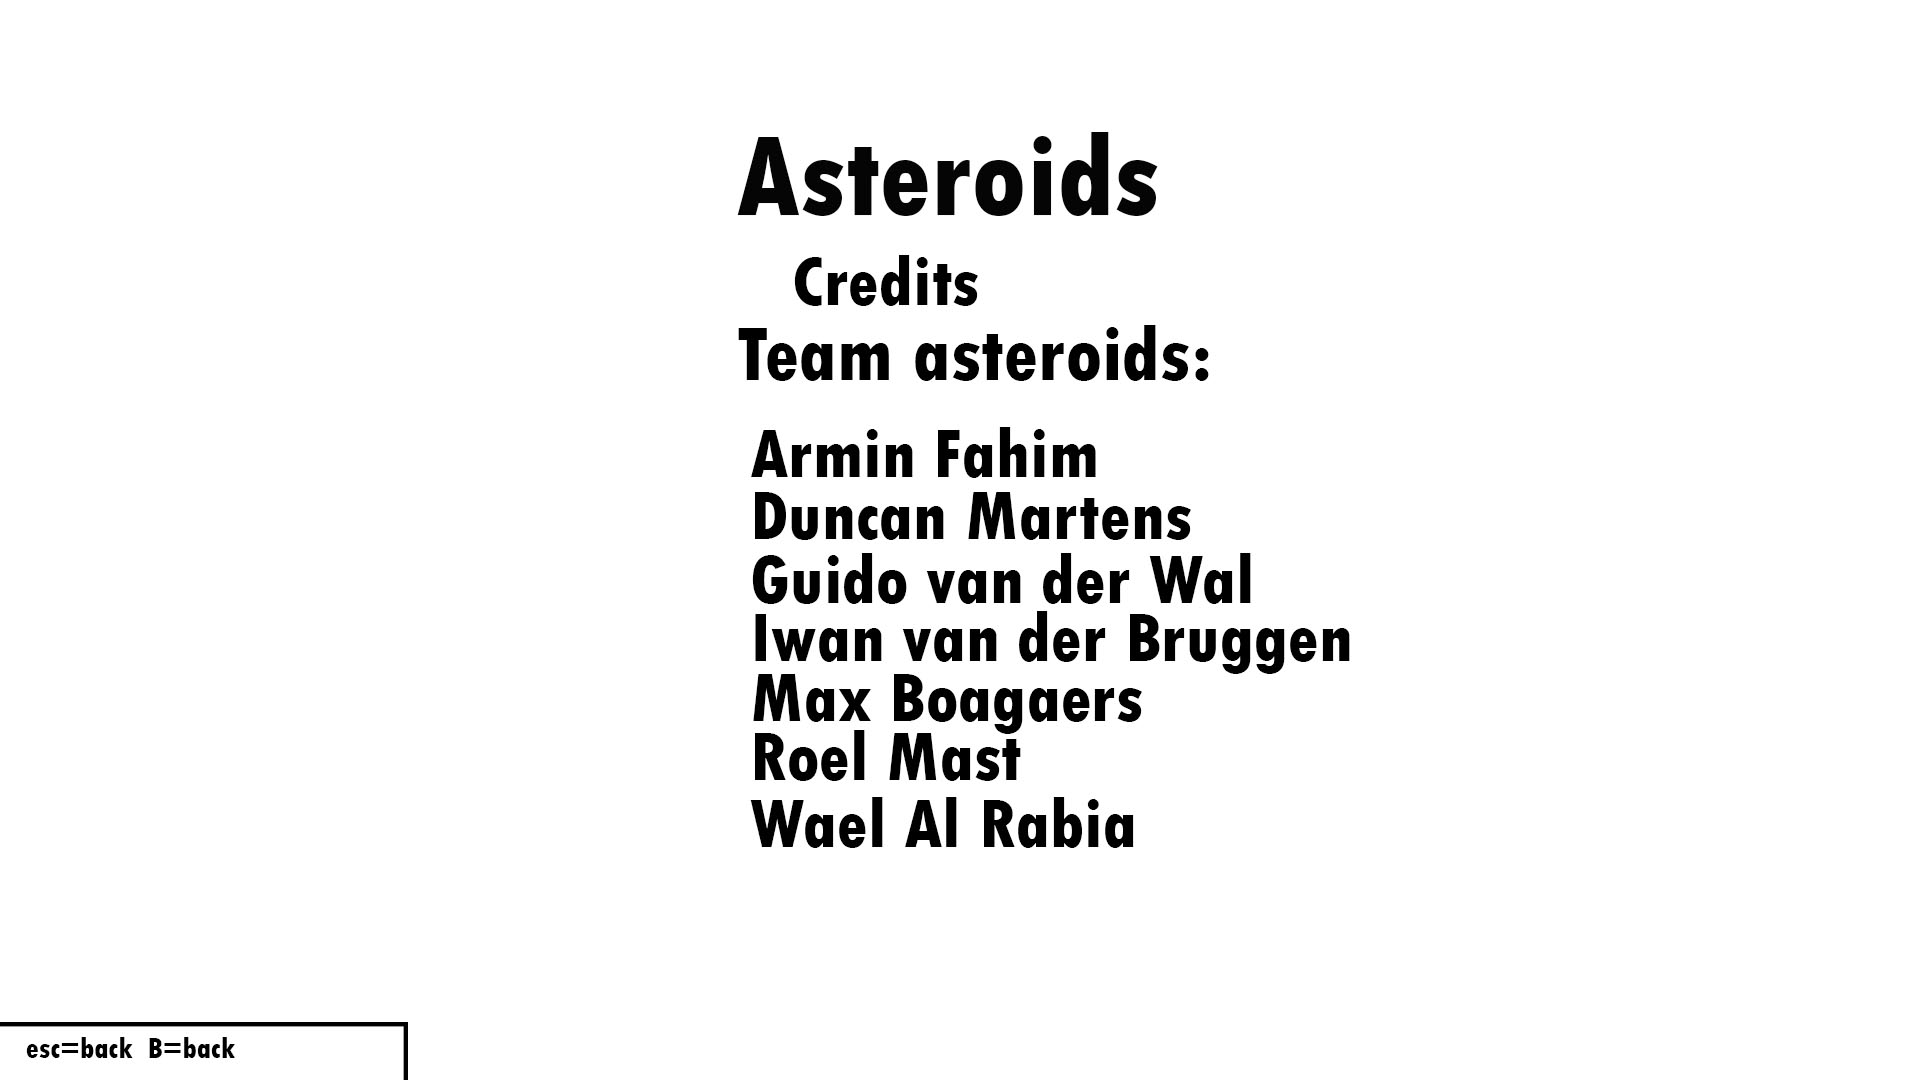 Asteroids
Credits
Team asteroids:
Armin Fahim
Duncan Martens
Guido van der Wal
Iwan van der Bruggen
Max Boagaers
Roel Mast
Wael Al Rabia
esc=back B=back